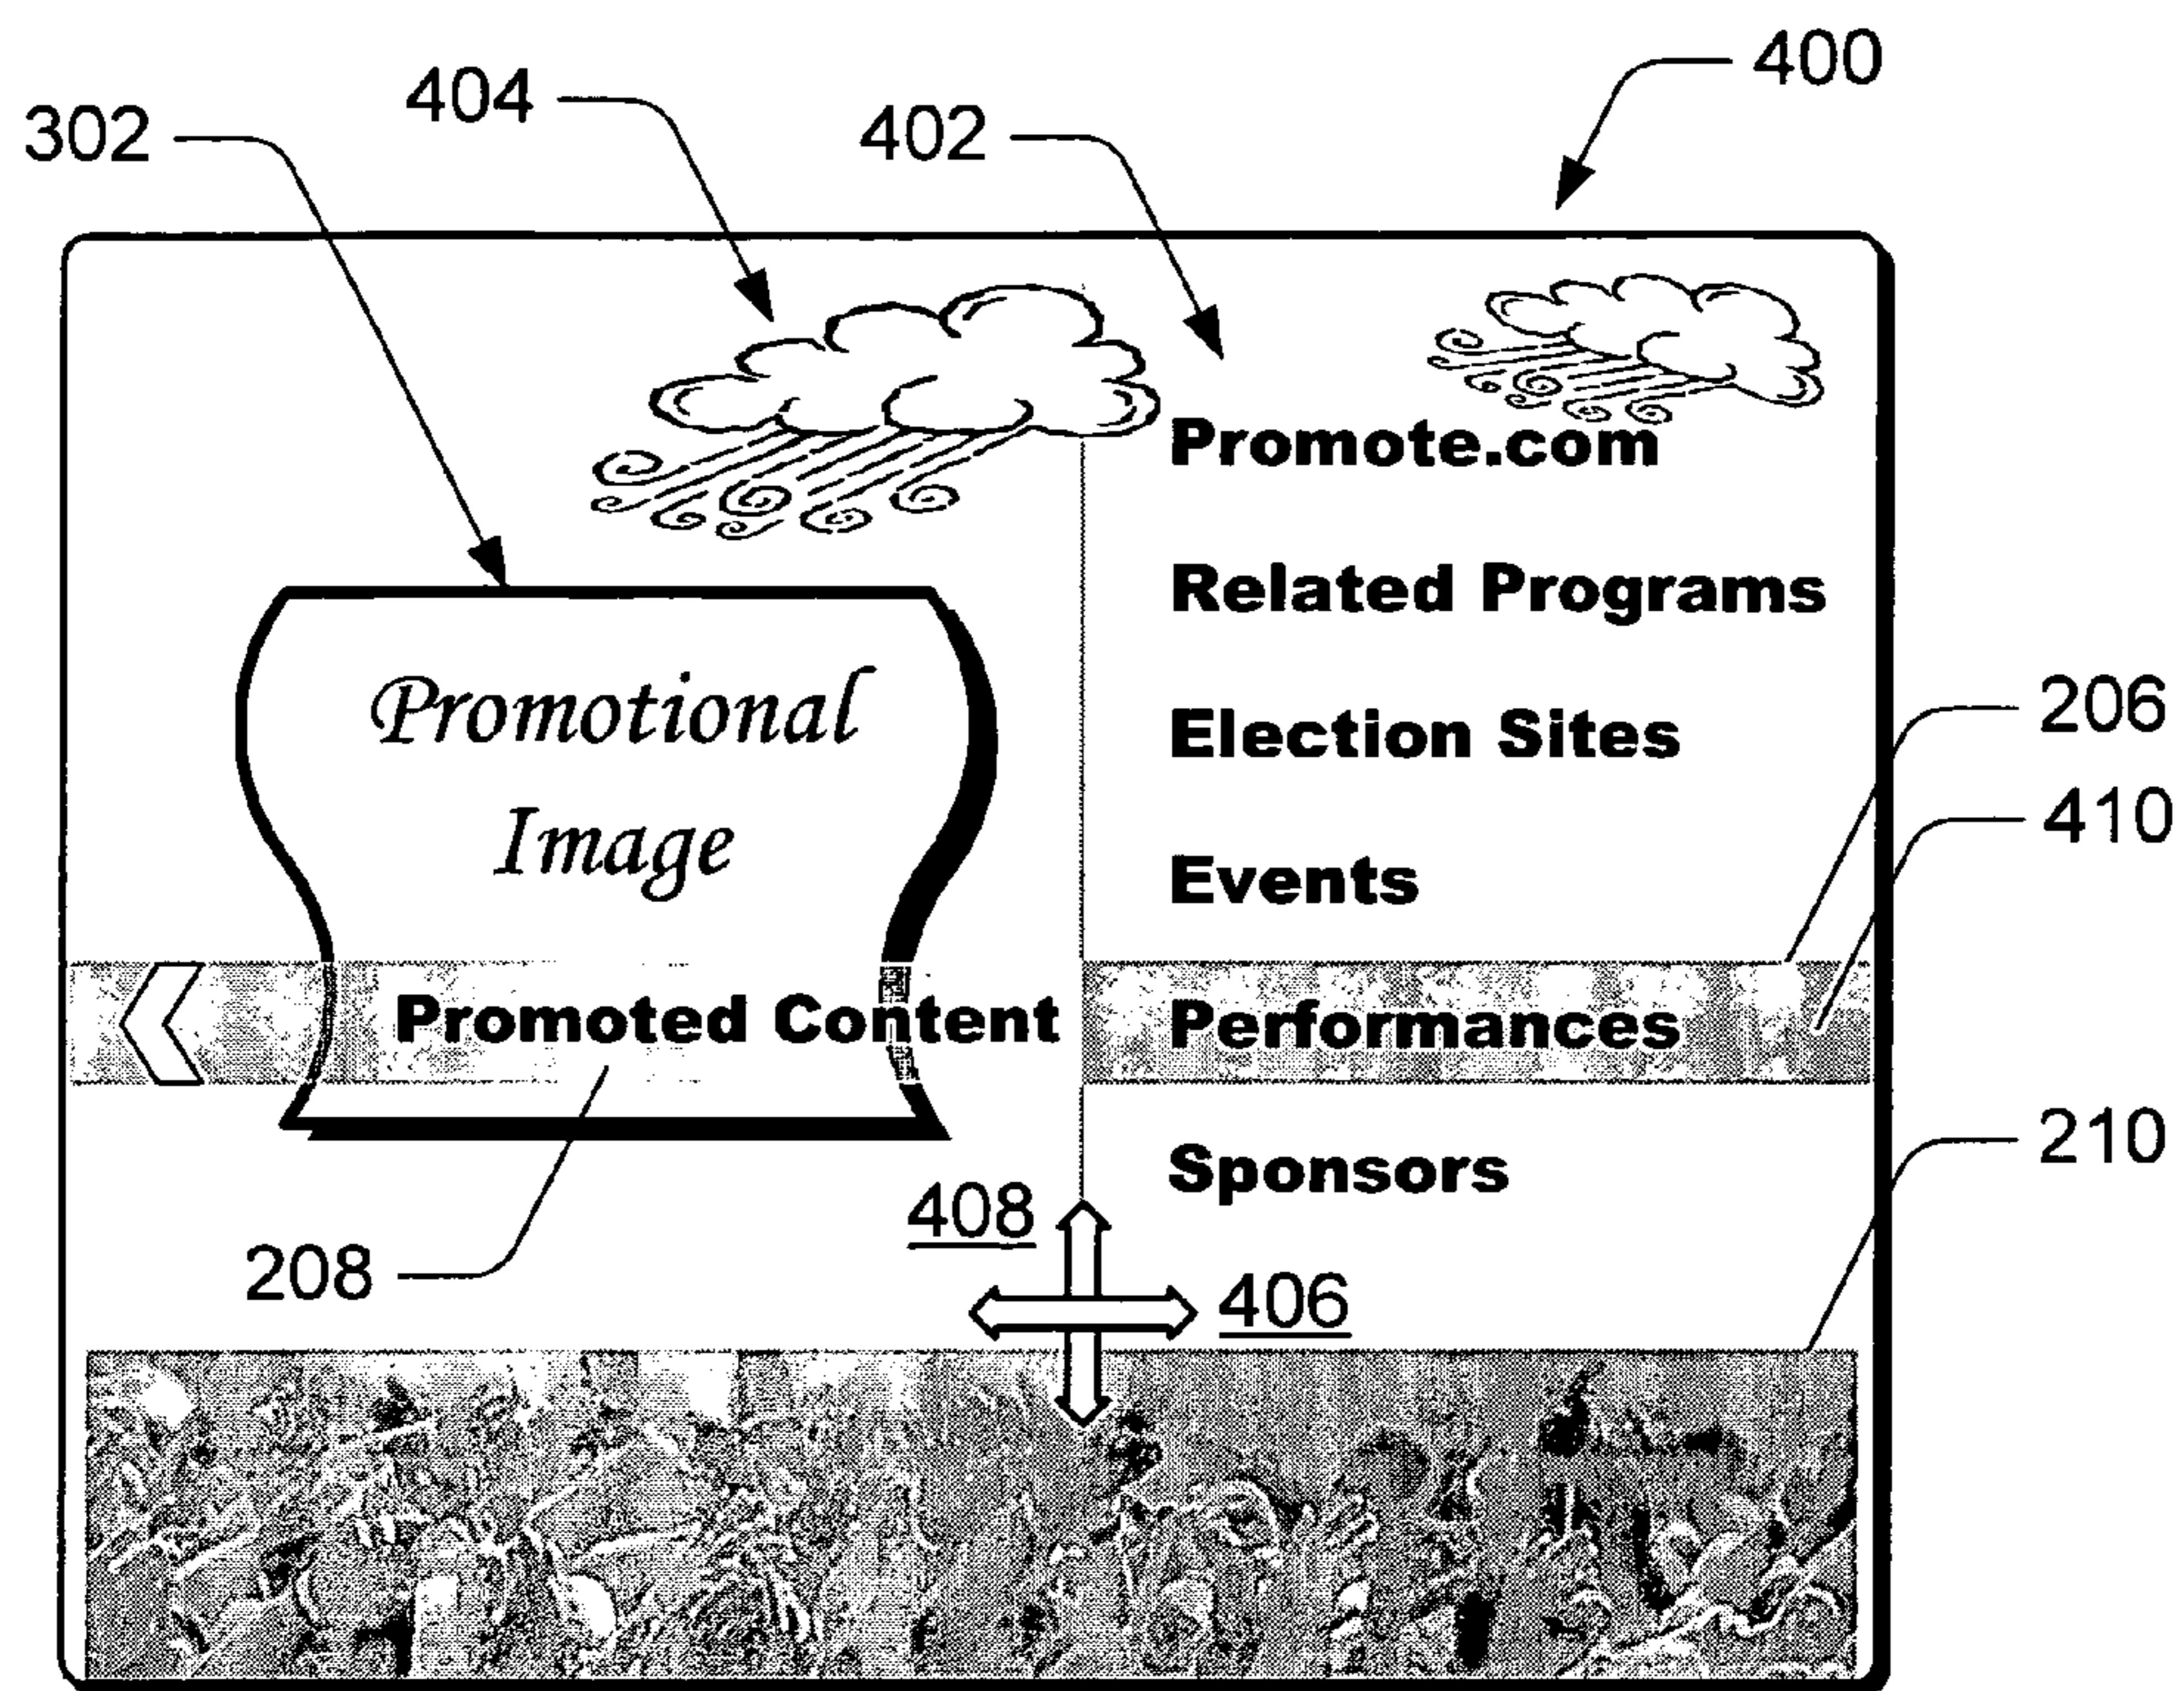 400
404
402
302
Promote.com
Related Programs
Promotional
Image
Election Sites
206
410
Events
Promoted Content
Performances
210
Sponsors
408
208
406